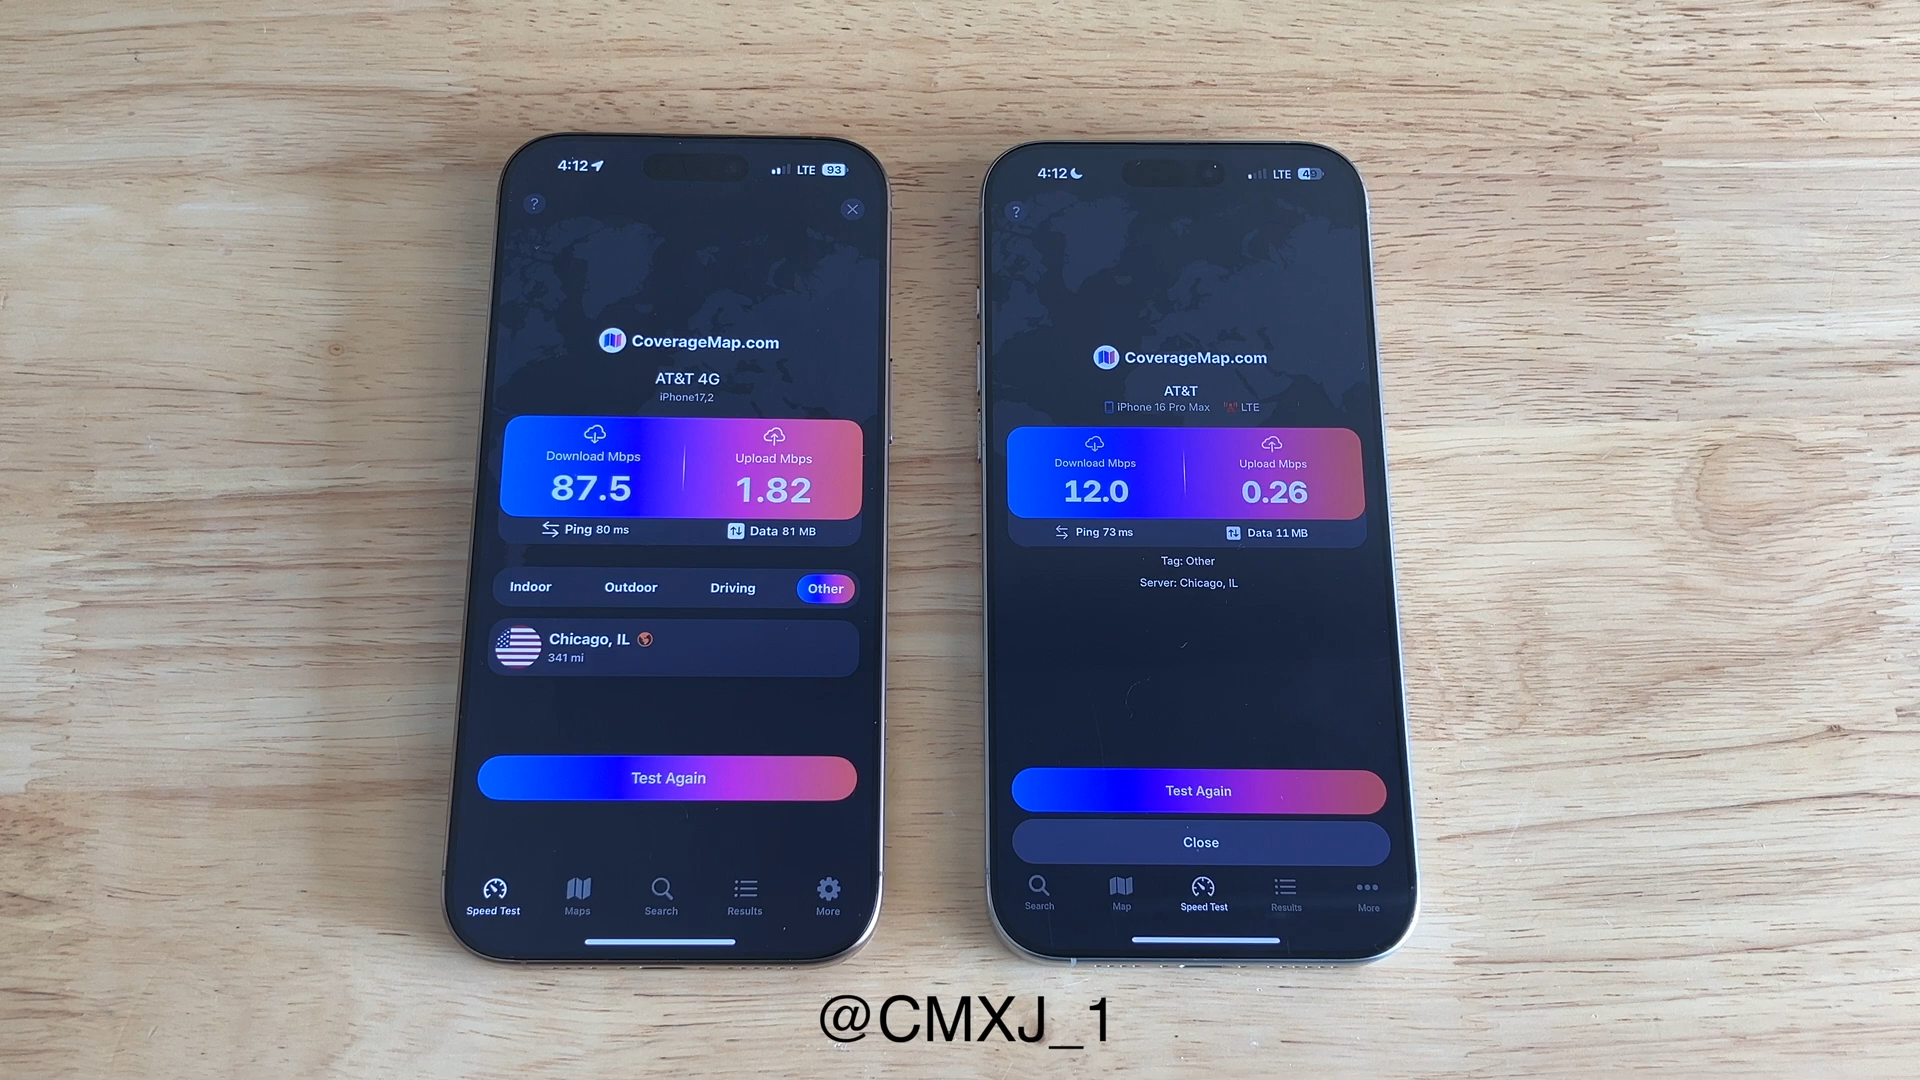 4:12
LTE 93
?
CoverageMap.com
AT&T 4G
iPhone17,2
Download Mbps
Upload Mbps
87.5
1.82
Ping 80 ms
Data 81 MB
Indoor
Outdoor
Driving
Other
Chicago, IL
341 mi
Test Again
Speed Test
Maps
Search
Results
More
4:12
LTE 49
?
CoverageMap.com
AT&T
iPhone 16 Pro Max LTE
Download Mbps
Upload Mbps
12.0
0.26
Ping 73 ms
Data 11 MB
Tag: Other
Server: Chicago, IL
Test Again
Close
Search
Map
Speed Test
Results
More
@CMXJ_1